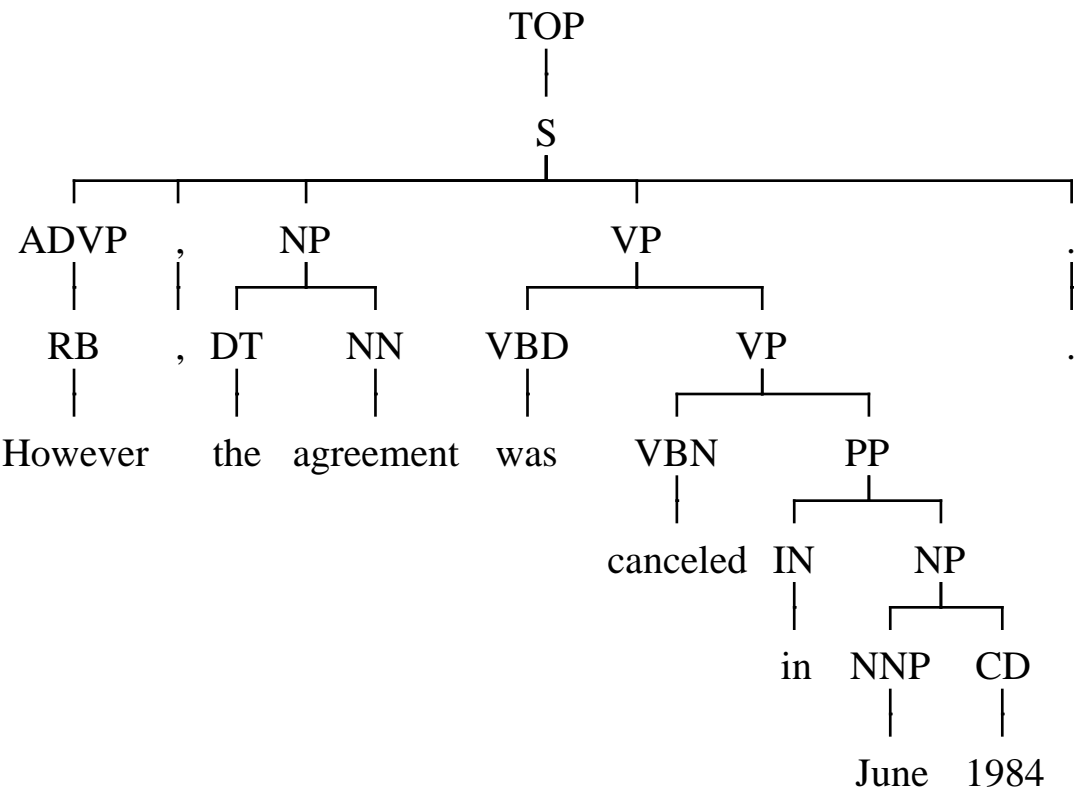 TOP
S
ADVP , NP VP .
RB , DT NN VBD VP .
However the agreement was VBN PP
canceled IN NP
in NNP CD
June 1984